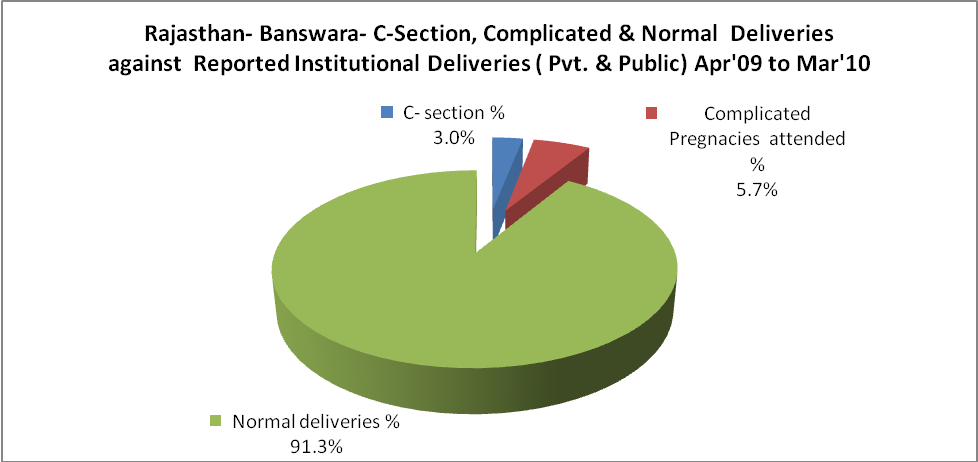 Rajasthan- Banswara- C-Section, Complicated & Normal Deliveries
against Reported Institutional Deliveries ( Pvt. & Public) Apr'09 to Mar'10
C- section %
3.0%
Complicated
Pregnacies attended
%
5.7%
Normal deliveries %
91.3%